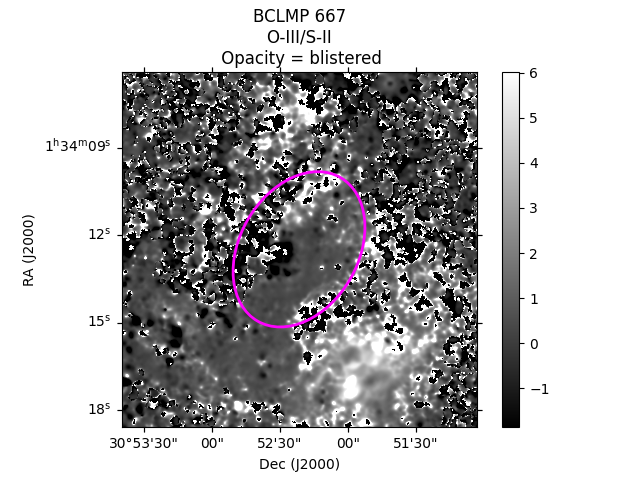 BCLMP 667
O-III/S-II
Opacity = blistered
6
5
4
3
2
1
0
−1
1h34m09s
12s
15s
18s
RA (J2000)
30°53'30" 00" 52'30" 00" 51'30"
Dec (J2000)